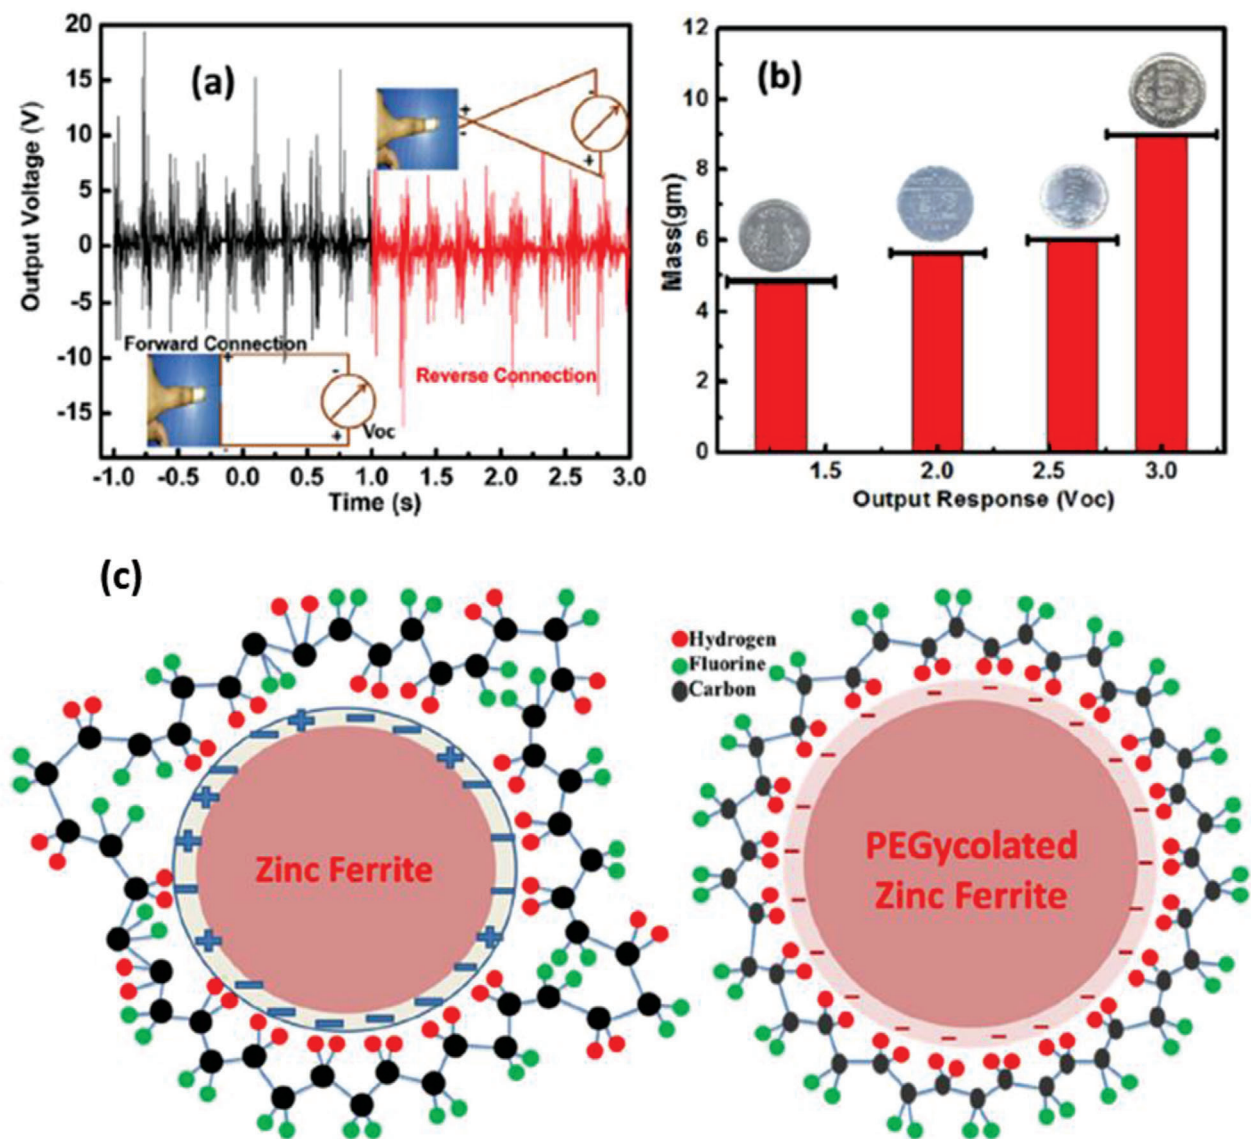 (a)
Output Voltage (V)
20
15
10
5
0
-5
-10
-15
+
-
-
+
Forward Connection
+
-
-
+
Voc
Reverse Connection
-1.0 -0.5 0.0 0.5 1.0 1.5 2.0 2.5 3.0
Time (s)
(b)
Mass(gm)
12
10
8
6
4
2
0
5
1.5 2.0 2.5 3.0
Output Response (Voc)
(c)
Hydrogen
Fluorine
Carbon
Zinc Ferrite
PEGycolated
Zinc Ferrite